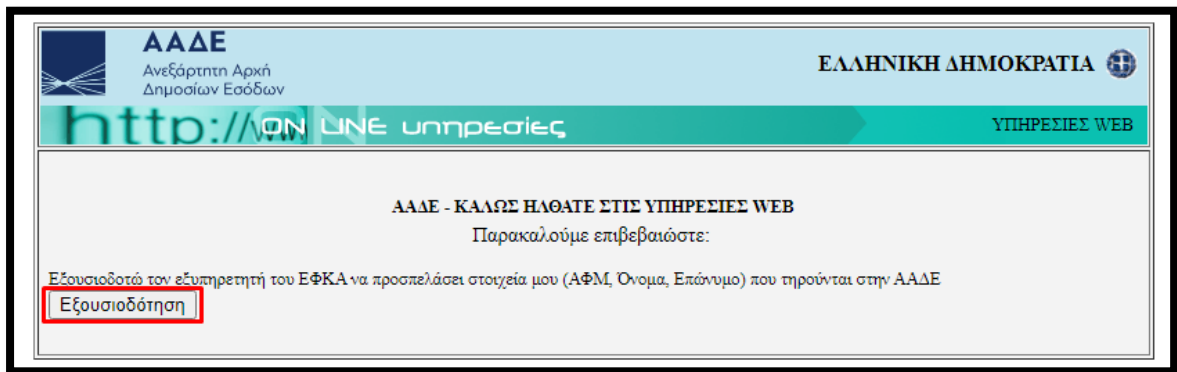 ΑΑΔΕ
Ανεξάρτητη Αρχή
Δημοσίων Εσόδων
ΕΛΛΗΝΙΚΗ ΔΗΜΟΚΡΑΤΙΑ
http://www ON LINE υπηρεσίες
ΥΠΗΡΕΣΙΕΣ WEB
ΑΑΔΕ - ΚΑΛΩΣ ΗΛΘΑΤΕ ΣΤΙΣ ΥΠΗΡΕΣΙΕΣ WEB
Παρακαλούμε επιβεβαιώστε:
Εξουσιοδοτώ τον εξυπηρετητή του ΕΦΚΑ να προσπελάσει στοιχεία μου (ΑΦΜ, Όνομα, Επώνυμο) που τηρούνται στην ΑΑΔΕ
Εξουσιοδότηση